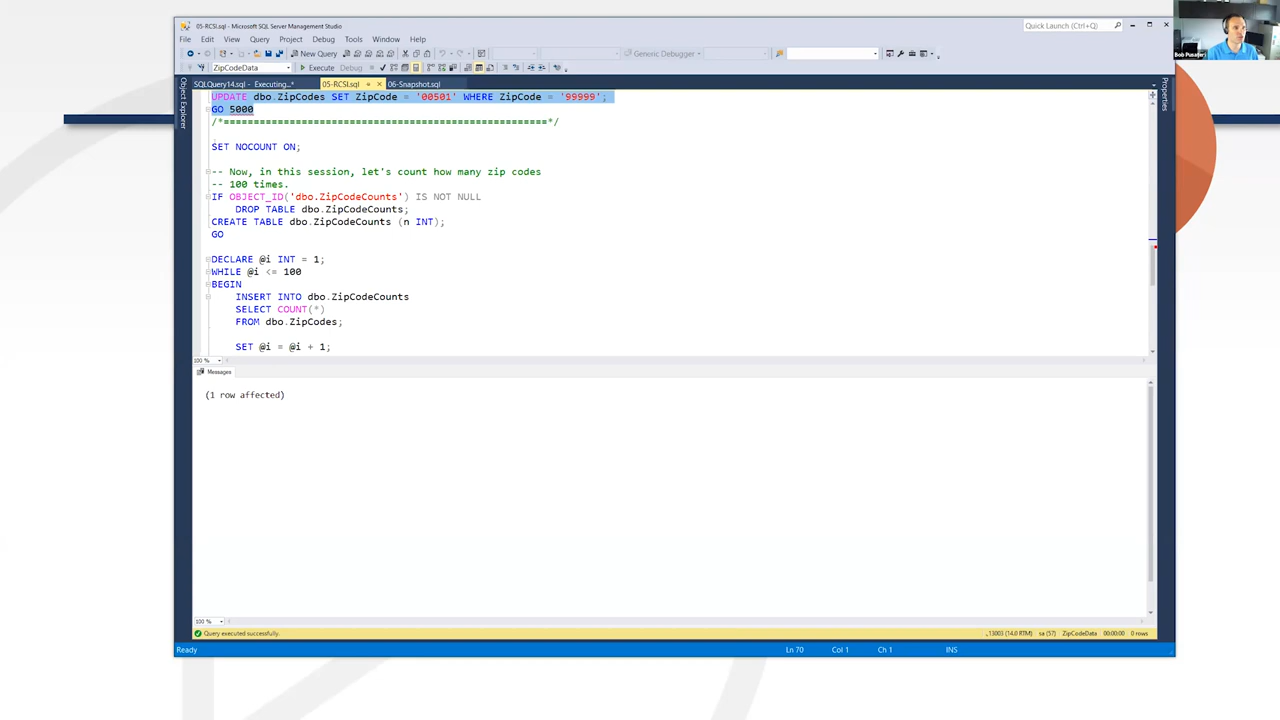 05-RCSI.sql - Microsoft SQL Server Management Studio
Quick Launch (Ctrl+Q)
File Edit View Query Project Debug Tools Window Help
New Query
Generic Debugger
ZipCodeData
Execute
Debug
SQLQuery14.sql - Executing...*
05-RCSI.sql
06-Snapshot.sql
Object Explorer
Properties
UPDATE dbo.ZipCodes SET ZipCode = '00501' WHERE ZipCode = '99999';
GO 5000
/*======================================================*/
SET NOCOUNT ON;
-- Now, in this session, let's count how many zip codes
-- 100 times.
IF OBJECT_ID('dbo.ZipCodeCounts') IS NOT NULL
DROP TABLE dbo.ZipCodeCounts;
CREATE TABLE dbo.ZipCodeCounts (n INT);
GO
DECLARE @i INT = 1;
WHILE @i <= 100
BEGIN
INSERT INTO dbo.ZipCodeCounts
SELECT COUNT(*)
FROM dbo.ZipCodes;
SET @i = @i + 1;
100 %
Messages
(1 row affected)
100 %
Query executed successfully.
.,13003 (14.0 RTM) sa (57) ZipCodeData 00:00:00 0 rows
Ready Ln 70 Col 1 Ch 1 INS